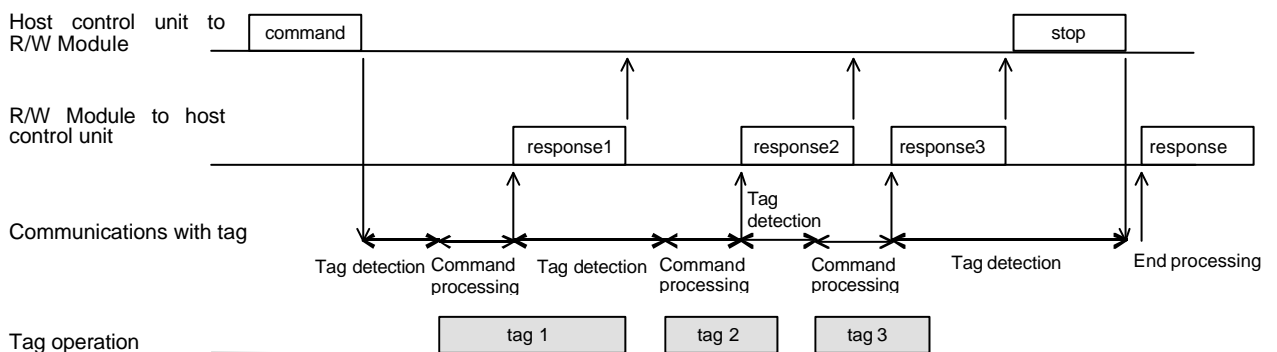 Host control unit to
R/W Module
command
stop
R/W Module to host
control unit
response1
response2
response3
response
Tag
detection
Communications with tag
Tag detection
Command
processing
Tag detection
Command
processing
Command
processing
Tag detection
End processing
Tag operation
tag 1
tag 2
tag 3